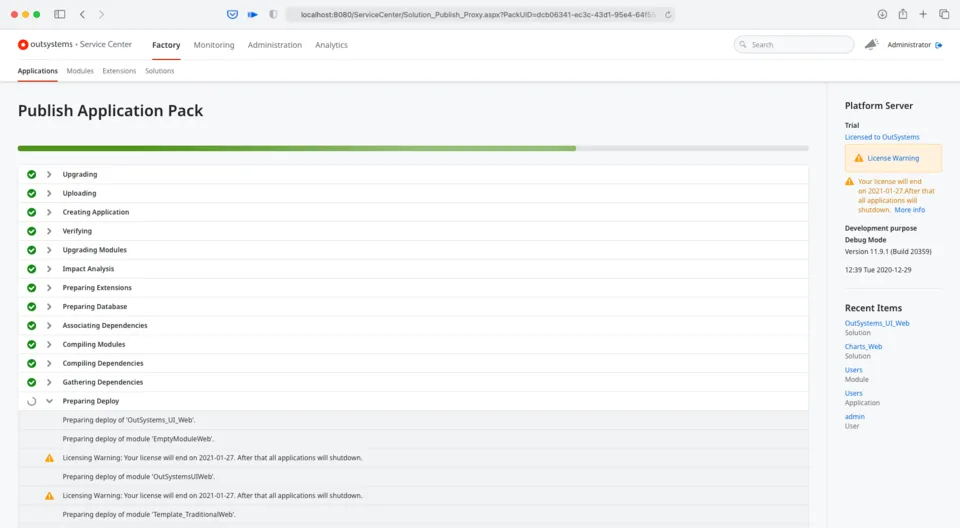 localhost:8080/ServiceCenter/Solution_Publish_Proxy.aspx?PackUID=dcb06341-ec3c-43d1-95e4-64f55
outsystems • Service Center
Factory
Monitoring
Administration
Analytics
Search
Administrator
Applications
Modules
Extensions
Solutions
Publish Application Pack
Upgrading
Uploading
Creating Application
Verifying
Upgrading Modules
Impact Analysis
Preparing Extensions
Preparing Database
Associating Dependencies
Compiling Modules
Compiling Dependencies
Gathering Dependencies
Preparing Deploy
Preparing deploy of 'OutSystems_UI_Web'.
Preparing deploy of module 'EmptyModuleWeb'.
Licensing Warning: Your license will end on 2021-01-27. After that all applications will shutdown.
Preparing deploy of module 'OutSystemsUIWeb'.
Licensing Warning: Your license will end on 2021-01-27. After that all applications will shutdown.
Preparing deploy of module 'Template_TraditionalWeb'.
Platform Server
Trial
Licensed to OutSystems
License Warning
Your license will end
on 2021-01-27.After that
all applications will
shutdown. More info
Development purpose
Debug Mode
Version 11.9.1 (Build 20359)
12:39 Tue 2020-12-29
Recent Items
OutSystems_UI_Web
Solution
Charts_Web
Solution
Users
Module
Users
Application
admin
User